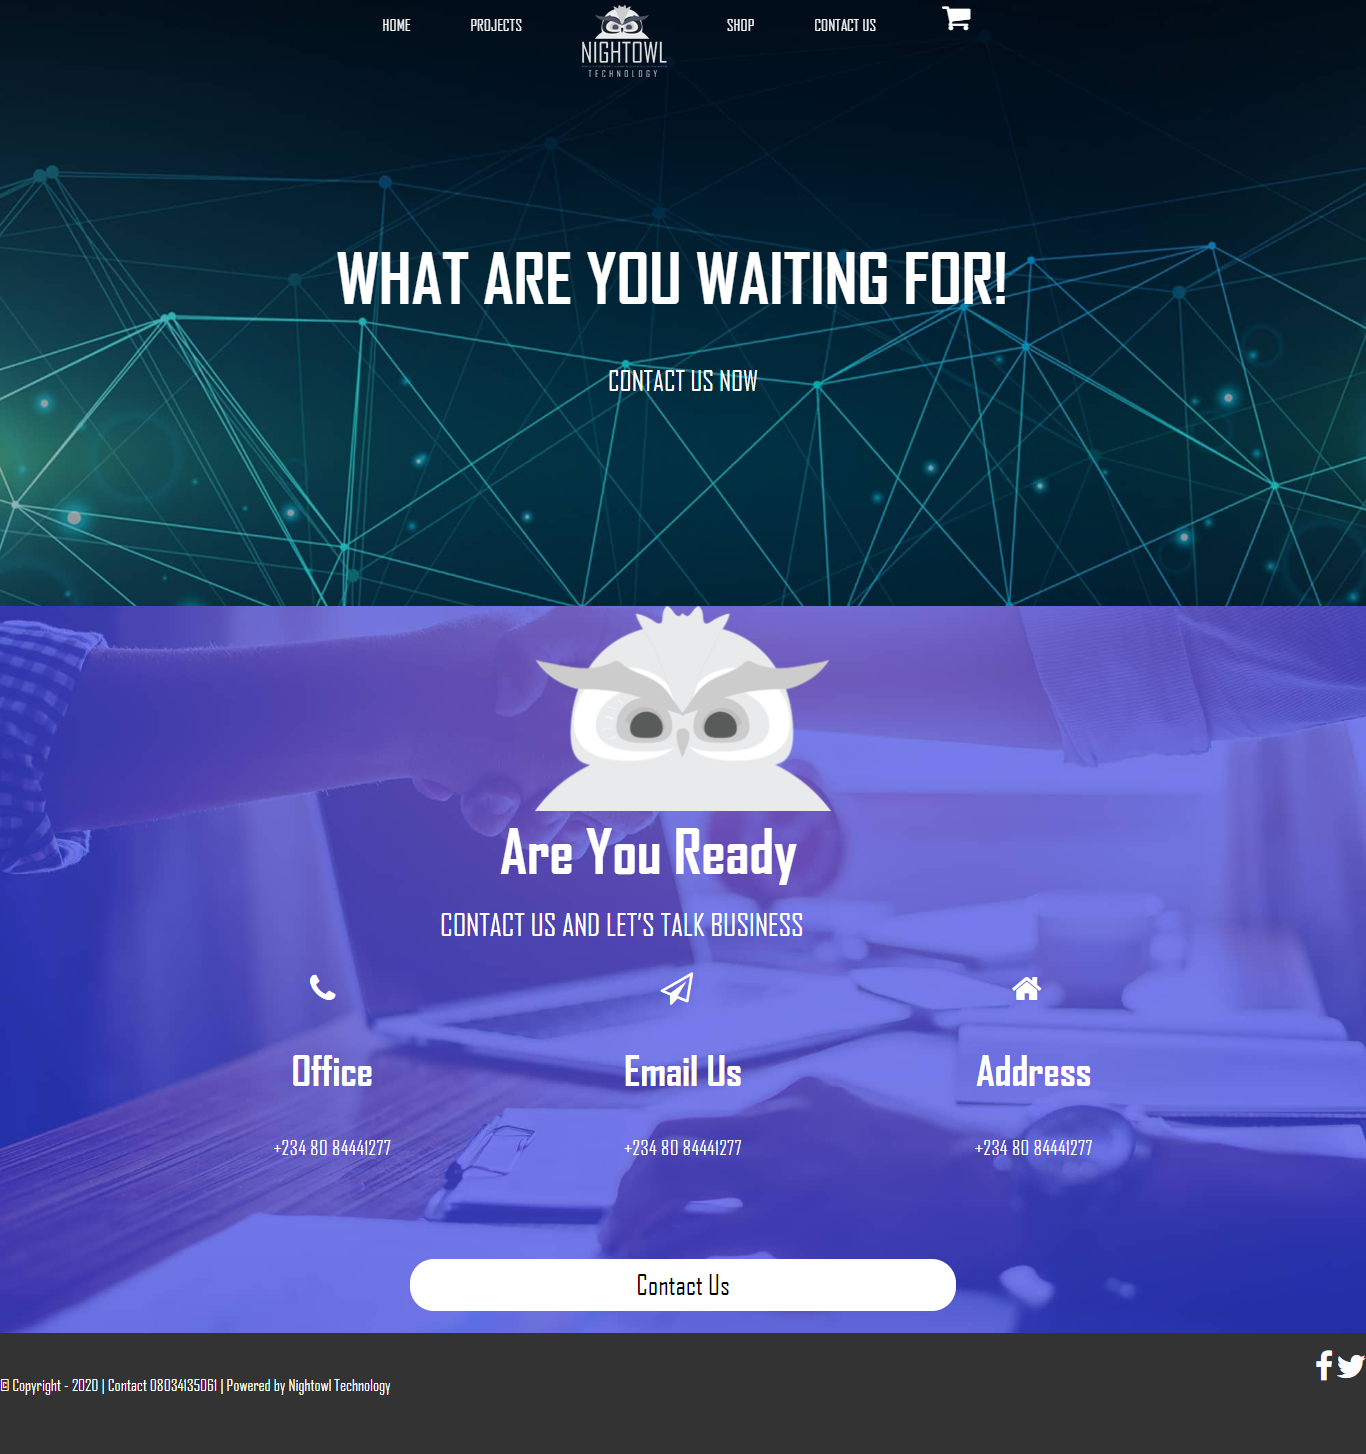 HOME PROJECTS SHOP CONTACT US
NIGHTOWL
TECHNOLOGY
WHAT ARE YOU WAITING FOR!
CONTACT US NOW
Are You Ready
CONTACT US AND LET'S TALK BUSINESS
Office Email Us Address
+234 80 84441277 +234 80 84441277 +234 80 84441277
Contact Us
© Copyright - 2020 | Contact 08034135061 | Powered by Nightowl Technology